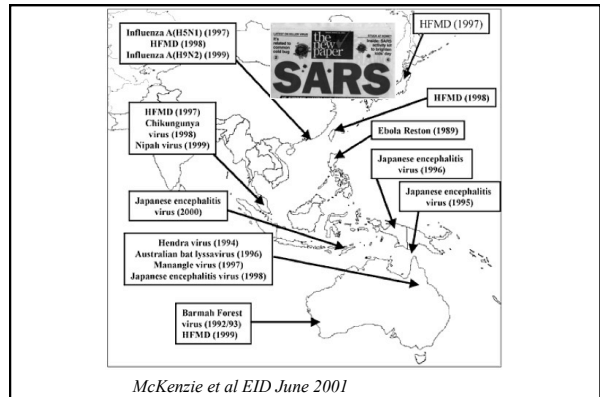 Influenza A(H5N1) (1997)
HFMD (1998)
Influenza A(H9N2) (1999)
the
new
paper
SARS
HFMD (1997)
HFMD (1998)
Ebola Reston (1989)
HFMD (1997)
Chikungunya
virus (1998)
Nipah virus (1999)
Japanese encephalitis
virus (1996)
Japanese encephalitis
virus (1995)
Japanese encephalitis
virus (2000)
Hendra virus (1994)
Australian bat lyssavirus (1996)
Manangle virus (1997)
Japanese encephalitis virus (1998)
Barmah Forest
virus (1992/93)
HFMD (1999)
McKenzie et al EID June 2001